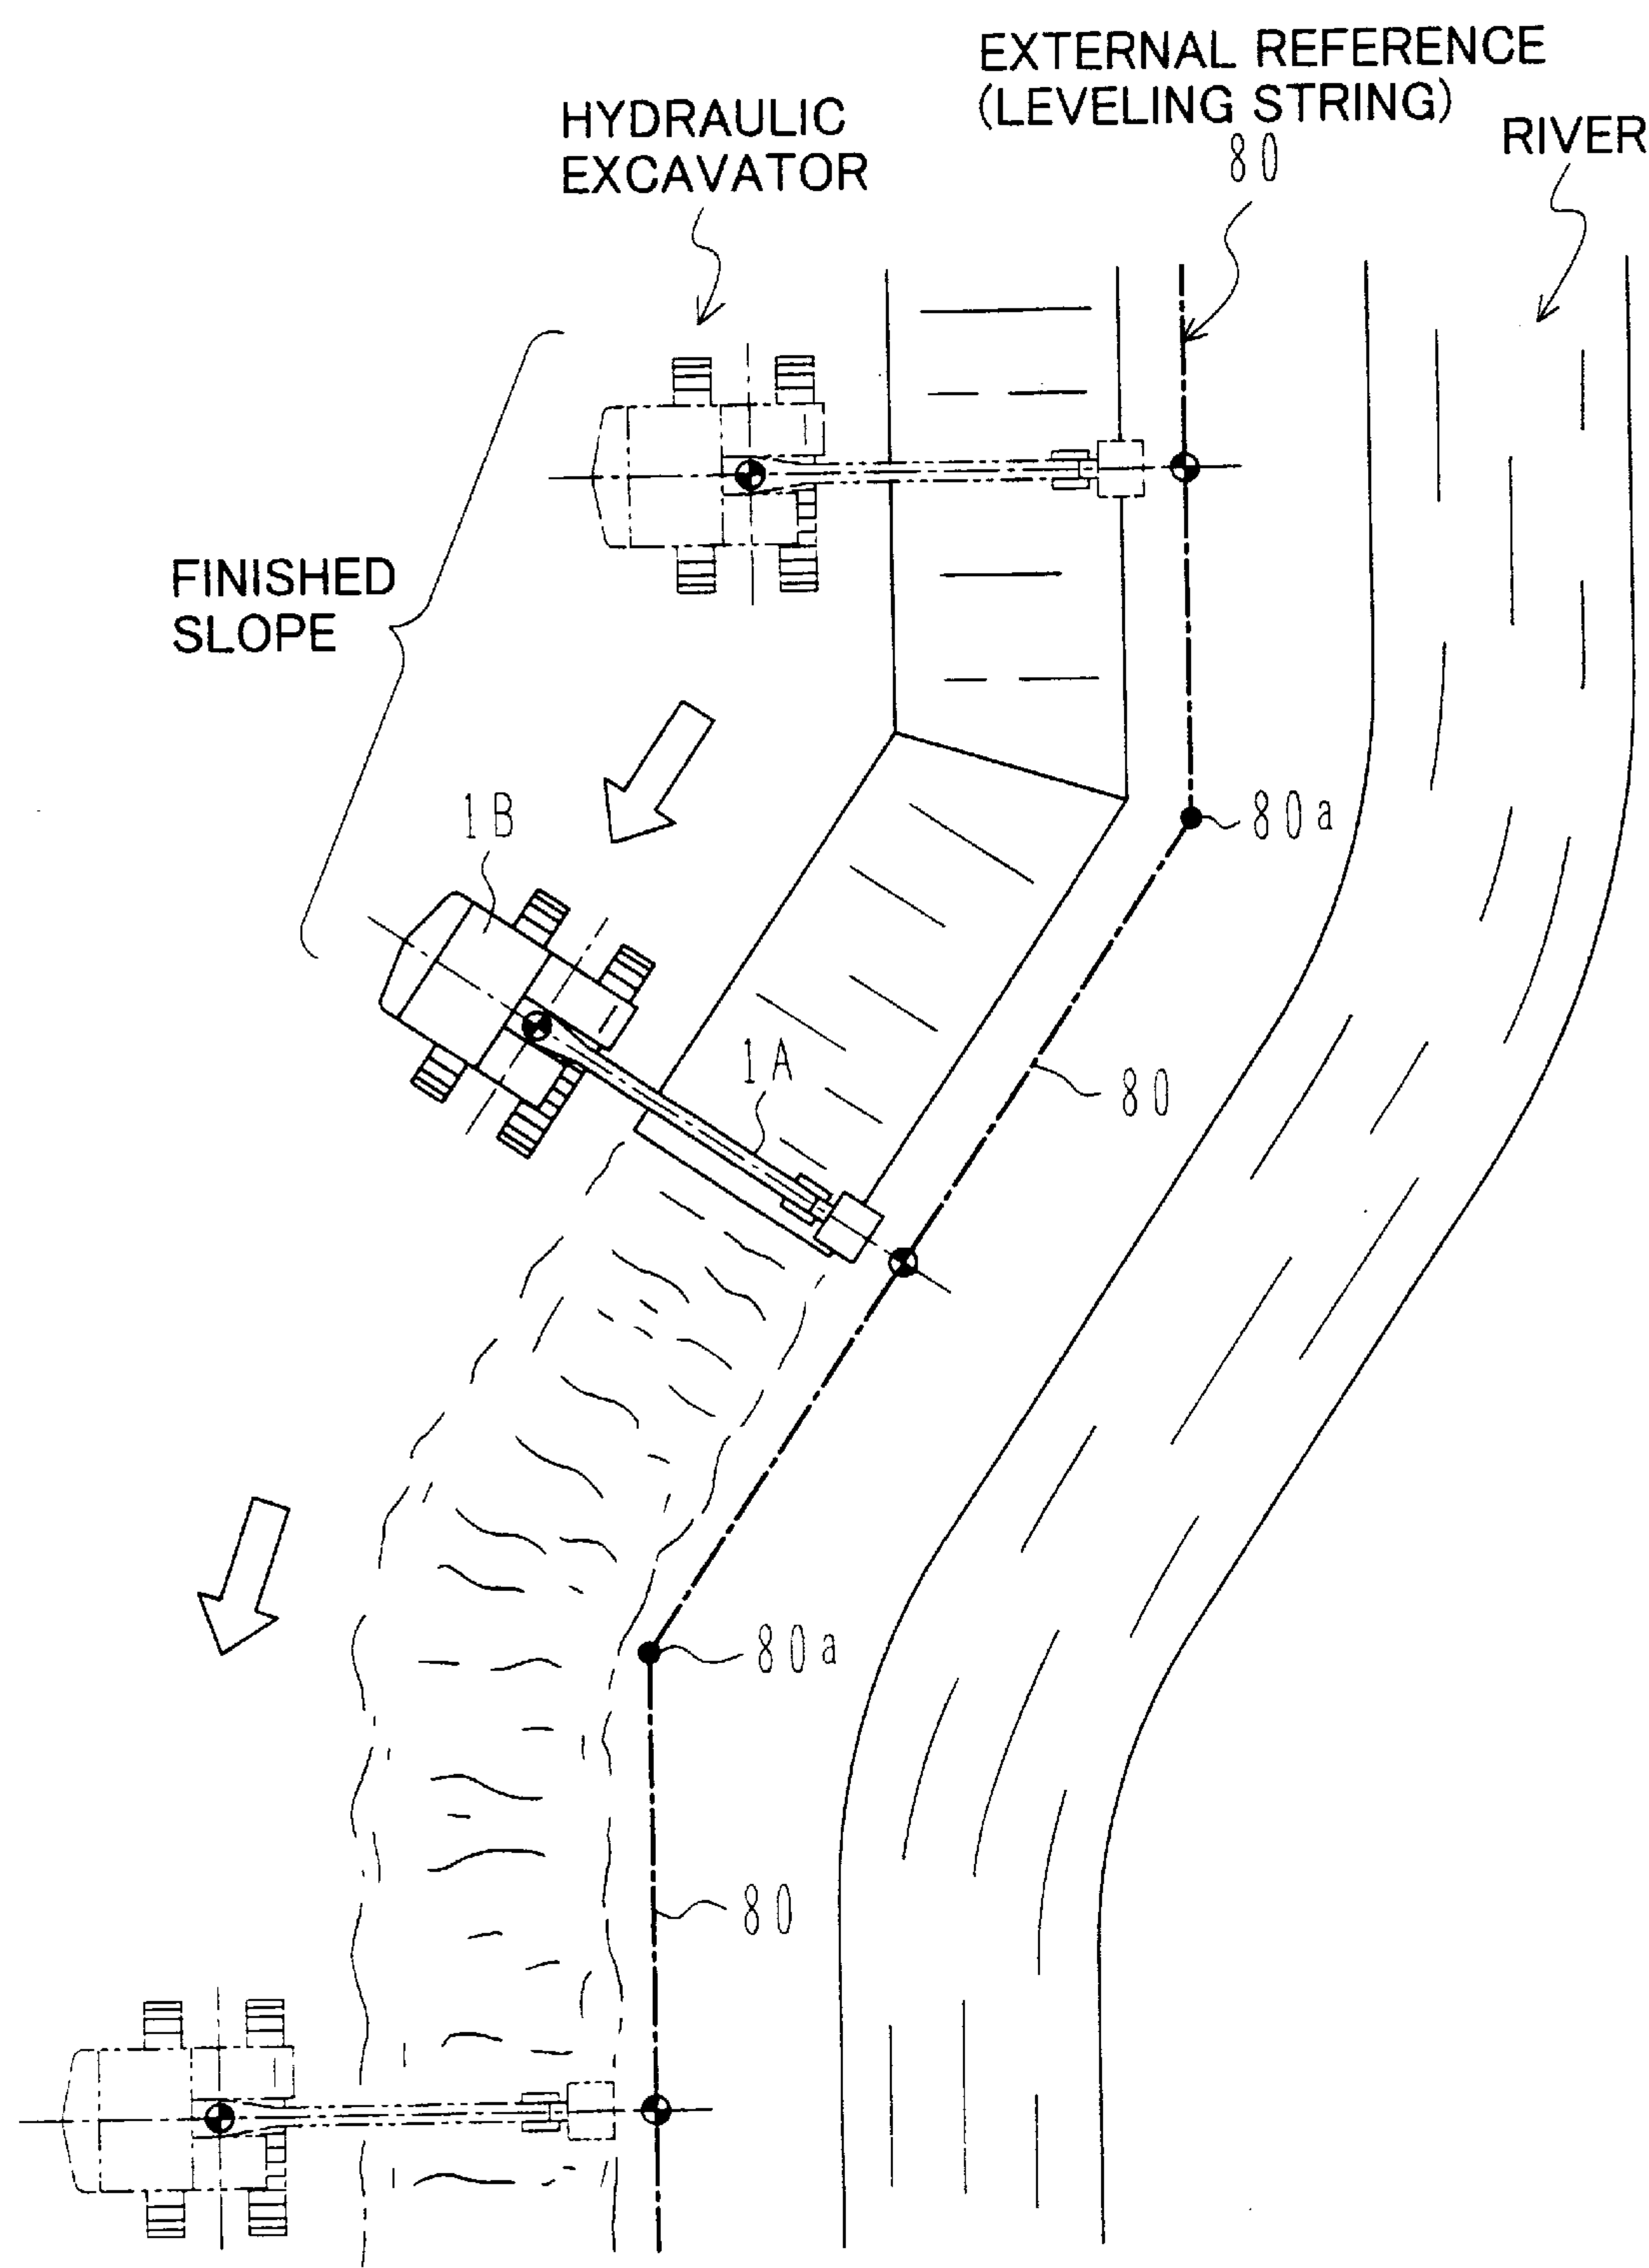 EXTERNAL REFERENCE
(LEVELING STRING)
80
HYDRAULIC
EXCAVATOR
RIVER
FINISHED
SLOPE
1B
80a
1A
80
80a
80